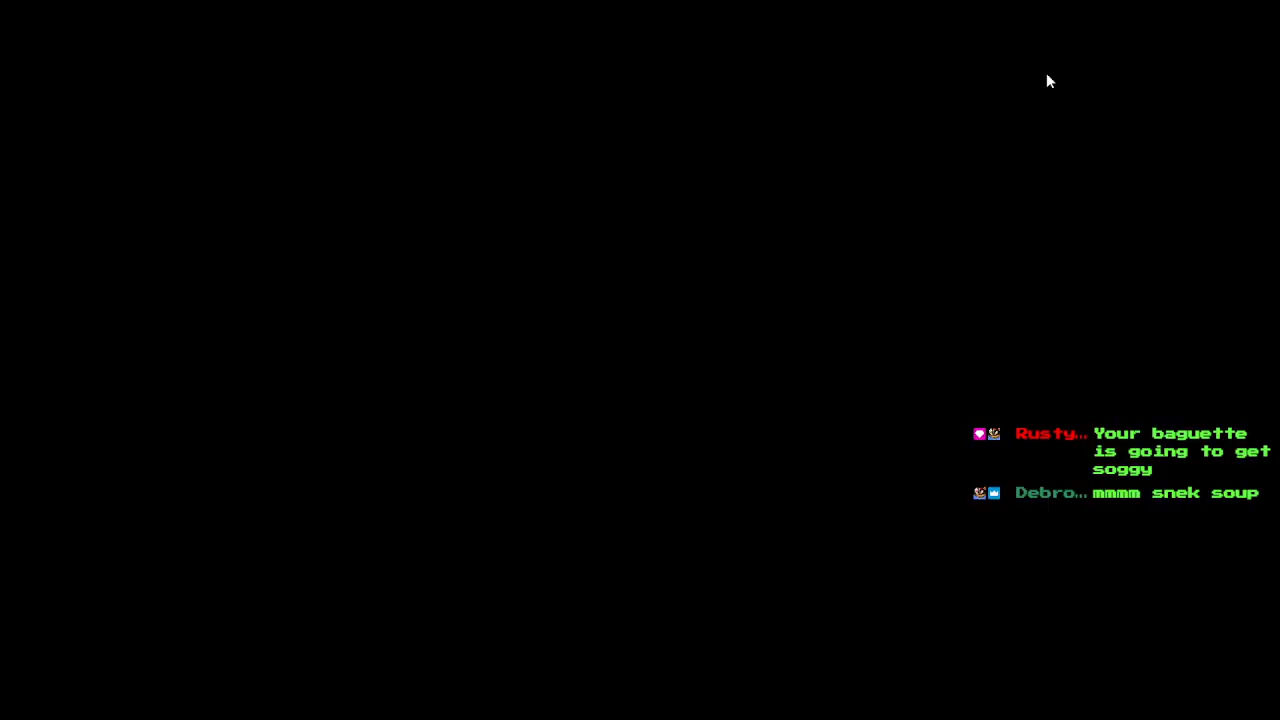 Rusty… Your baguette
is going to get
soggy
Debro… mmmm snek soup